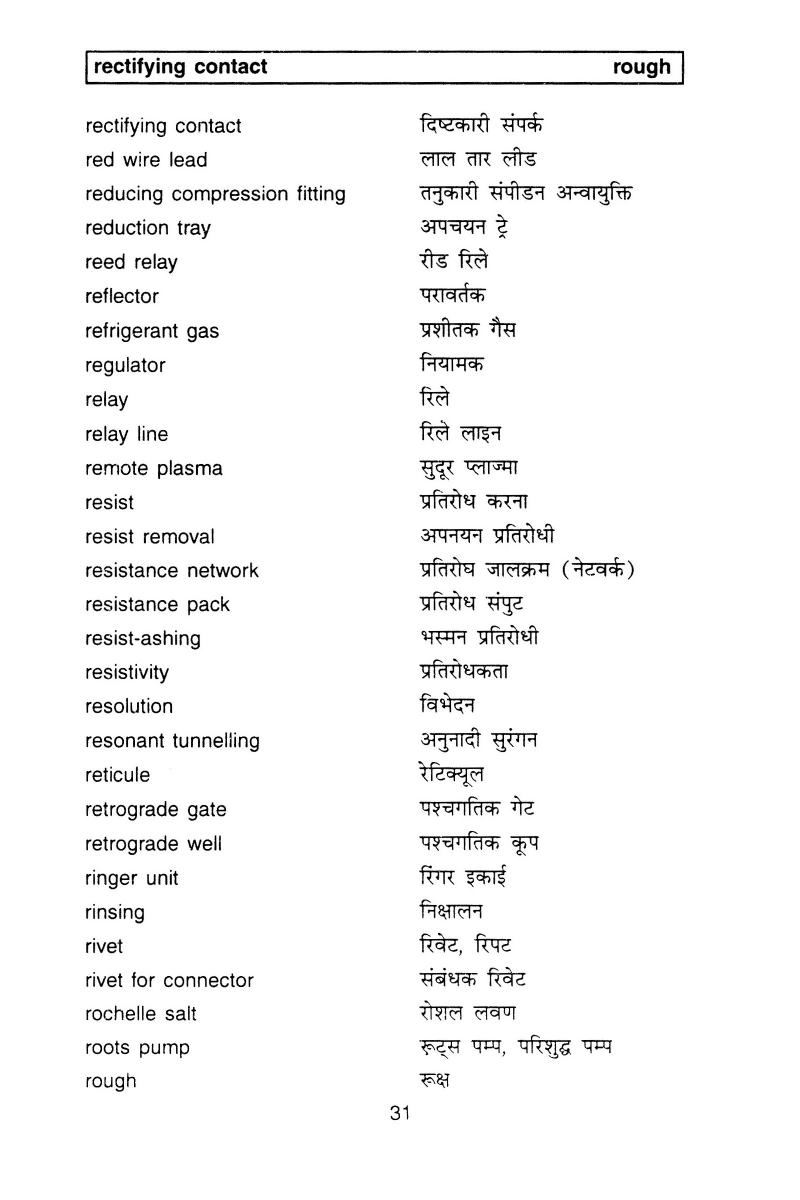 rectifying contact rough
rectifying contact दिष्टकारी संपर्क
red wire lead लाल तार लीड
reducing compression fitting तनुकारी संपीडन अन्वायुक्ति
reduction tray अपचयन ट्रे
reed relay रीड रिले
reflector परावर्तक
refrigerant gas प्रशीतक गैस
regulator नियामक
relay रिले
relay line रिले लाइन
remote plasma सुदूर प्लाज्मा
resist प्रतिरोध करना
resist removal अपनयन प्रतिरोधी
resistance network प्रतिरोघ जालक्रम (नेटवर्क)
resistance pack प्रतिरोध संपुट
resist-ashing भस्मन प्रतिरोधी
resistivity प्रतिरोधकता
resolution विभेदन
resonant tunnelling अनुनादी सुरंगन
reticule रेटिक्यूल
retrograde gate पश्चगतिक गेट
retrograde well पश्चगतिक कूप
ringer unit रिंगर इकाई
rinsing निक्षालन
rivet रिवेट, रिपट
rivet for connector संबंधक रिवेट
rochelle salt रोशल लवण
roots pump रूट्स पम्प, परिशुद्ध पम्प
rough रूक्ष
31